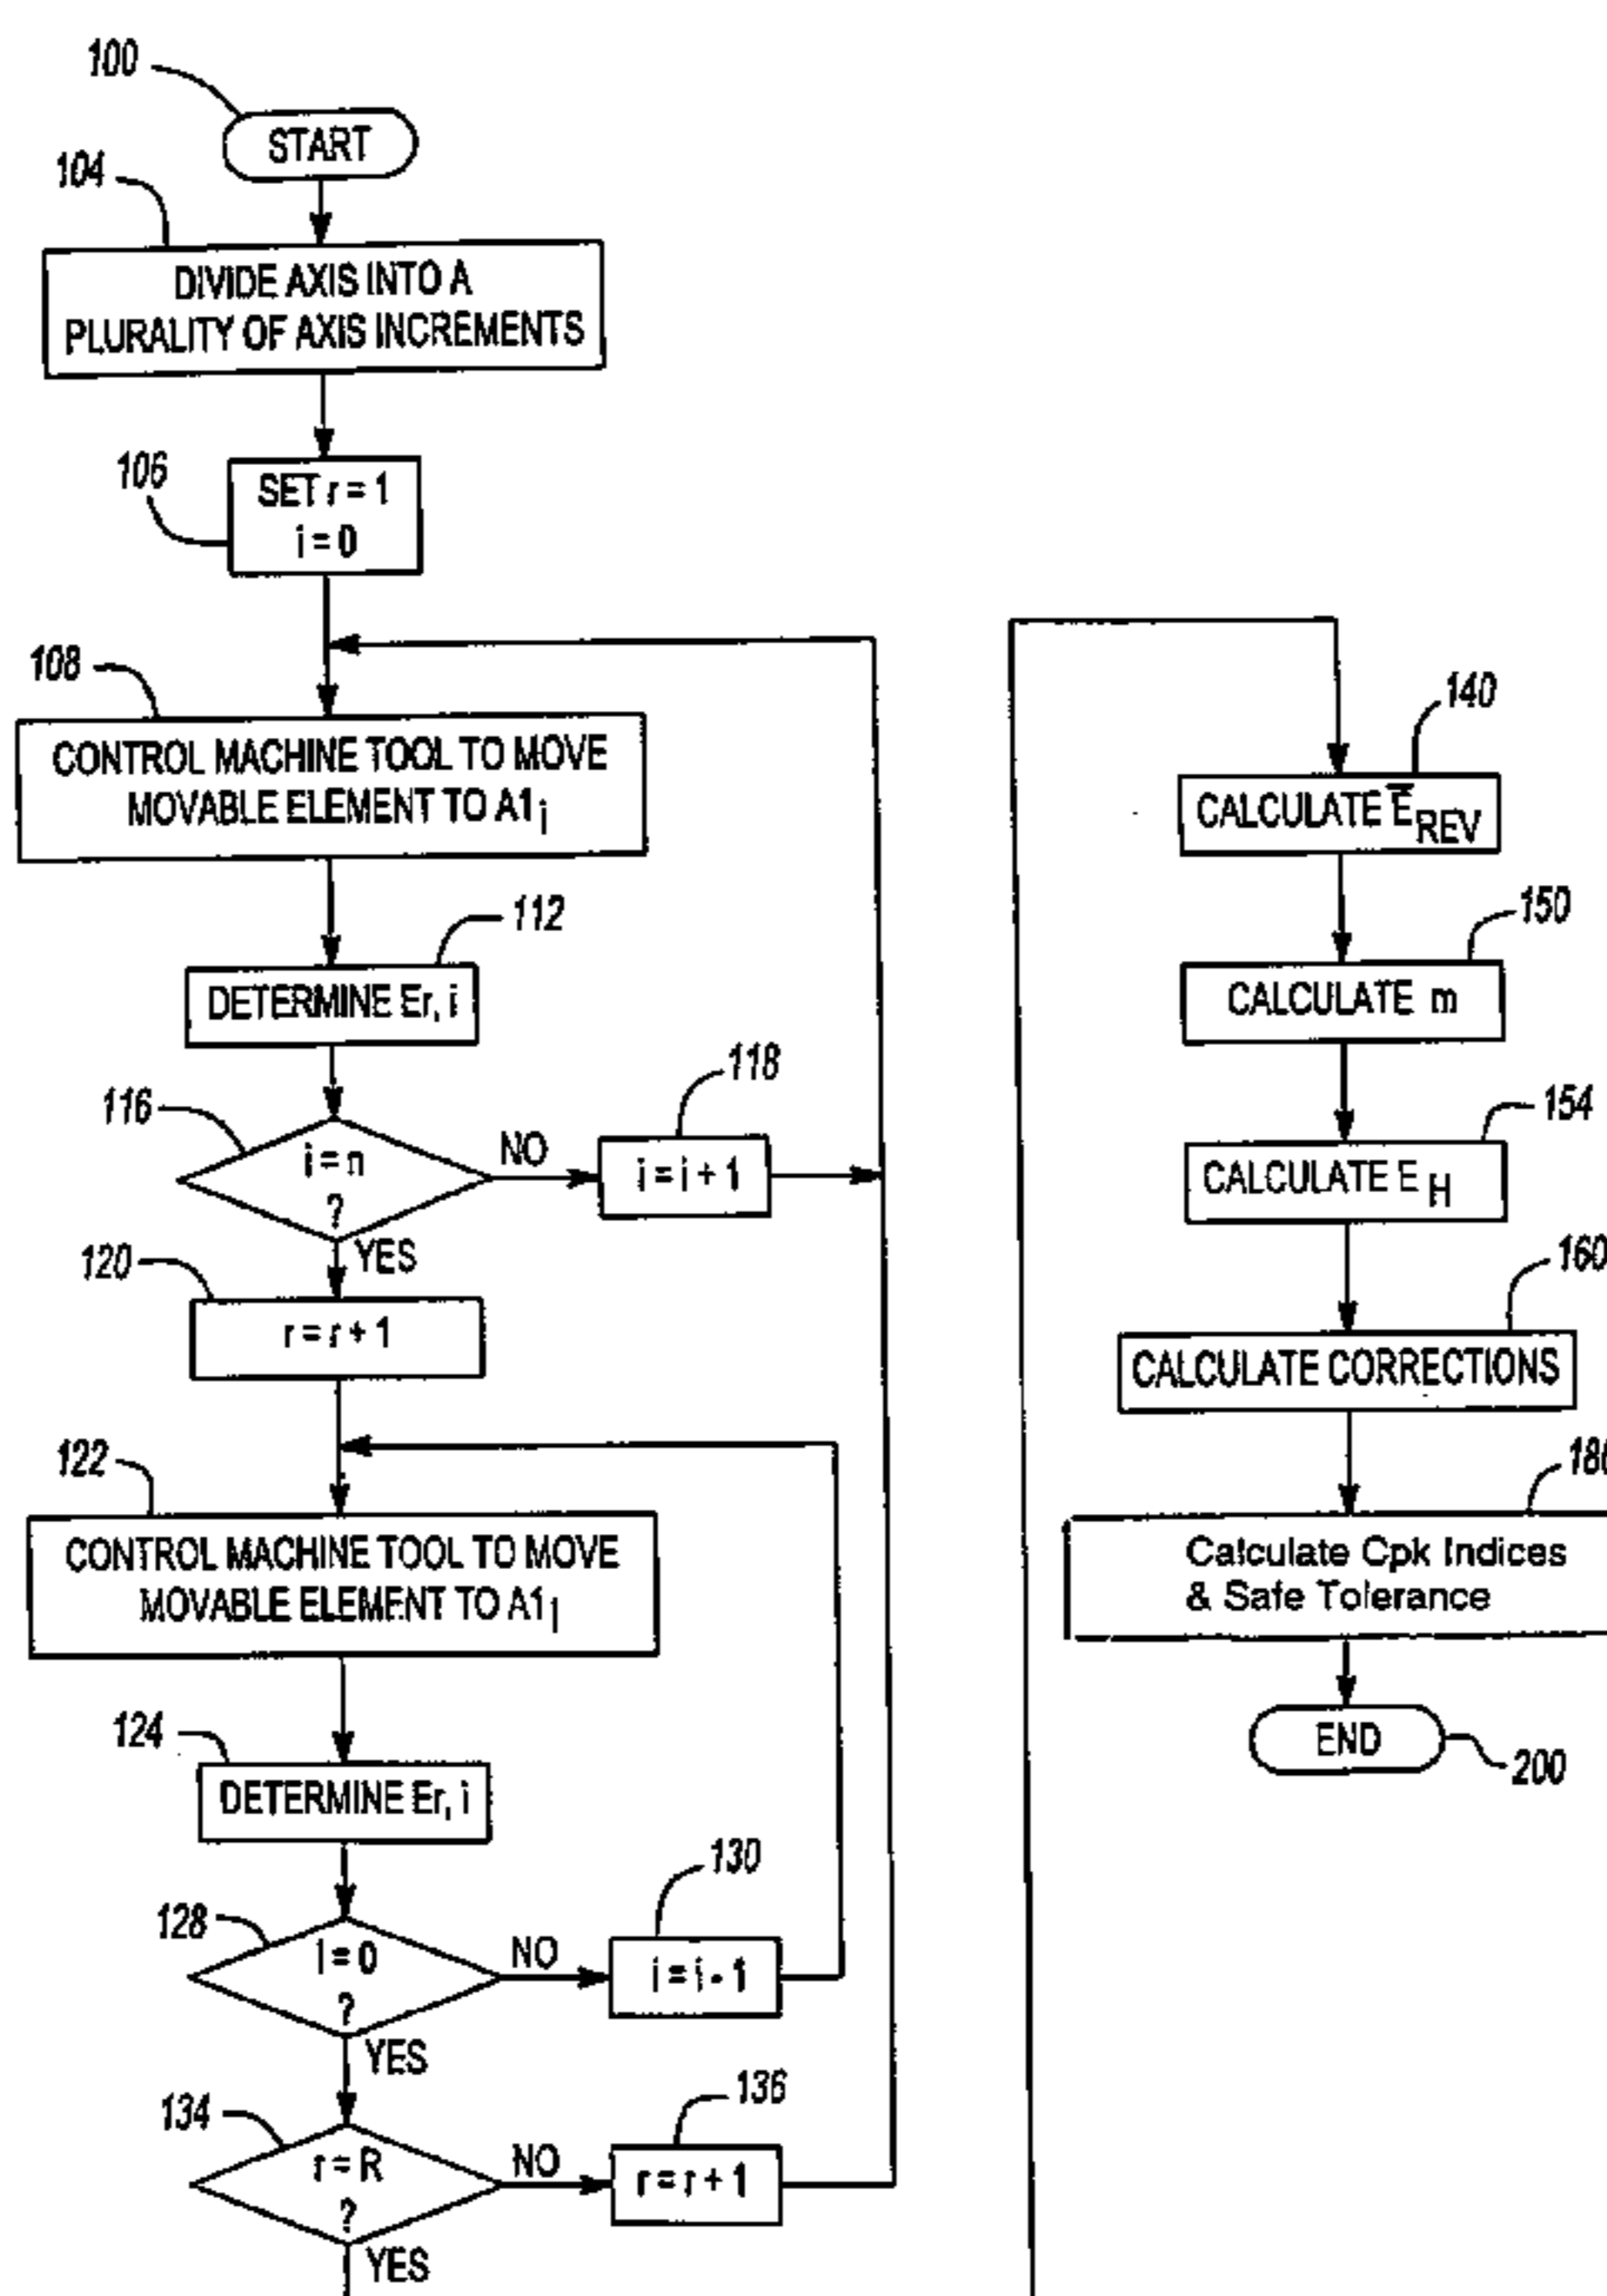 100
START
104
DIVIDE AXIS INTO A
PLURALITY OF AXIS INCREMENTS
106
SET r = 1
i = 0
108
CONTROL MACHINE TOOL TO MOVE
MOVABLE ELEMENT TO A1i
112
DETERMINE Er, i
116
i = n
?
NO
118
i = i + 1
YES
120
r = r + 1
122
CONTROL MACHINE TOOL TO MOVE
MOVABLE ELEMENT TO A1i
124
DETERMINE Er, i
128
i = 0
?
NO
130
i = i - 1
YES
134
r = R
?
NO
136
r = r + 1
YES
140
CALCULATE E̅REV
150
CALCULATE m
154
CALCULATE E H
160
CALCULATE CORRECTIONS
Calculate Cpk Indices
& Safe Tolerance
END
200